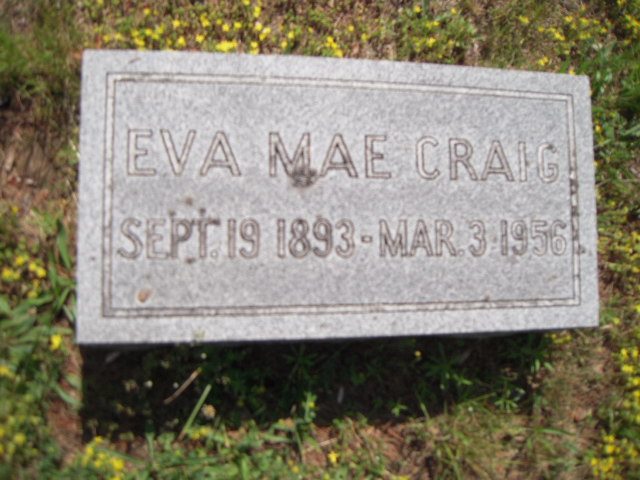 EVA MAE CRAIG
SEPT. 19 1893 - MAR. 3 1956